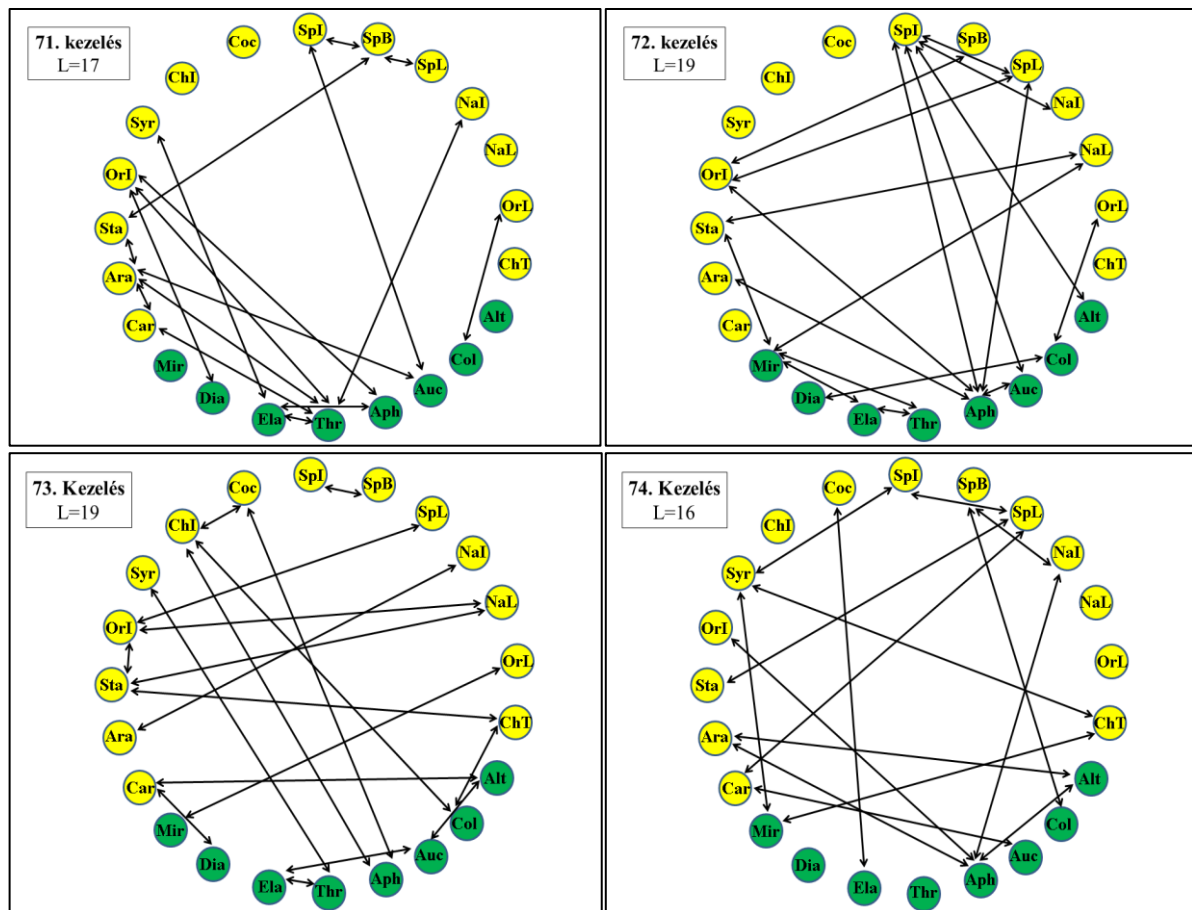 71. kezelés
L=17
Coc
SpI
SpB
SpL
ChI
NaI
Syr
NaL
OrI
OrL
Sta
ChT
Ara
Alt
Car
Col
Mir
Auc
Dia
Aph
Ela
Thr
72. kezelés
L=19
Coc
SpI
SpB
SpL
ChI
NaI
Syr
NaL
OrI
OrL
Sta
ChT
Ara
Alt
Car
Col
Mir
Auc
Dia
Aph
Ela
Thr
73. Kezelés
L=19
Coc
SpI
SpB
SpL
ChI
NaI
Syr
NaL
OrI
OrL
Sta
ChT
Ara
Alt
Car
Col
Mir
Auc
Dia
Aph
Ela
Thr
74. Kezelés
L=16
Coc
SpI
SpB
SpL
ChI
NaI
Syr
NaL
OrI
OrL
Sta
ChT
Ara
Alt
Car
Col
Mir
Auc
Dia
Aph
Ela
Thr